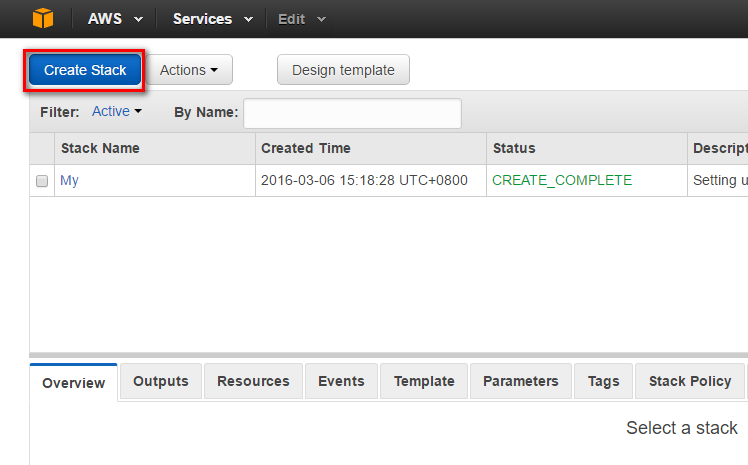 AWS Services Edit
Create Stack Actions Design template
Filter: Active By Name:
Stack Name Created Time Status Descript
My 2016-03-06 15:18:28 UTC+0800 CREATE_COMPLETE Setting u
Overview Outputs Resources Events Template Parameters Tags Stack Policy
Select a stack